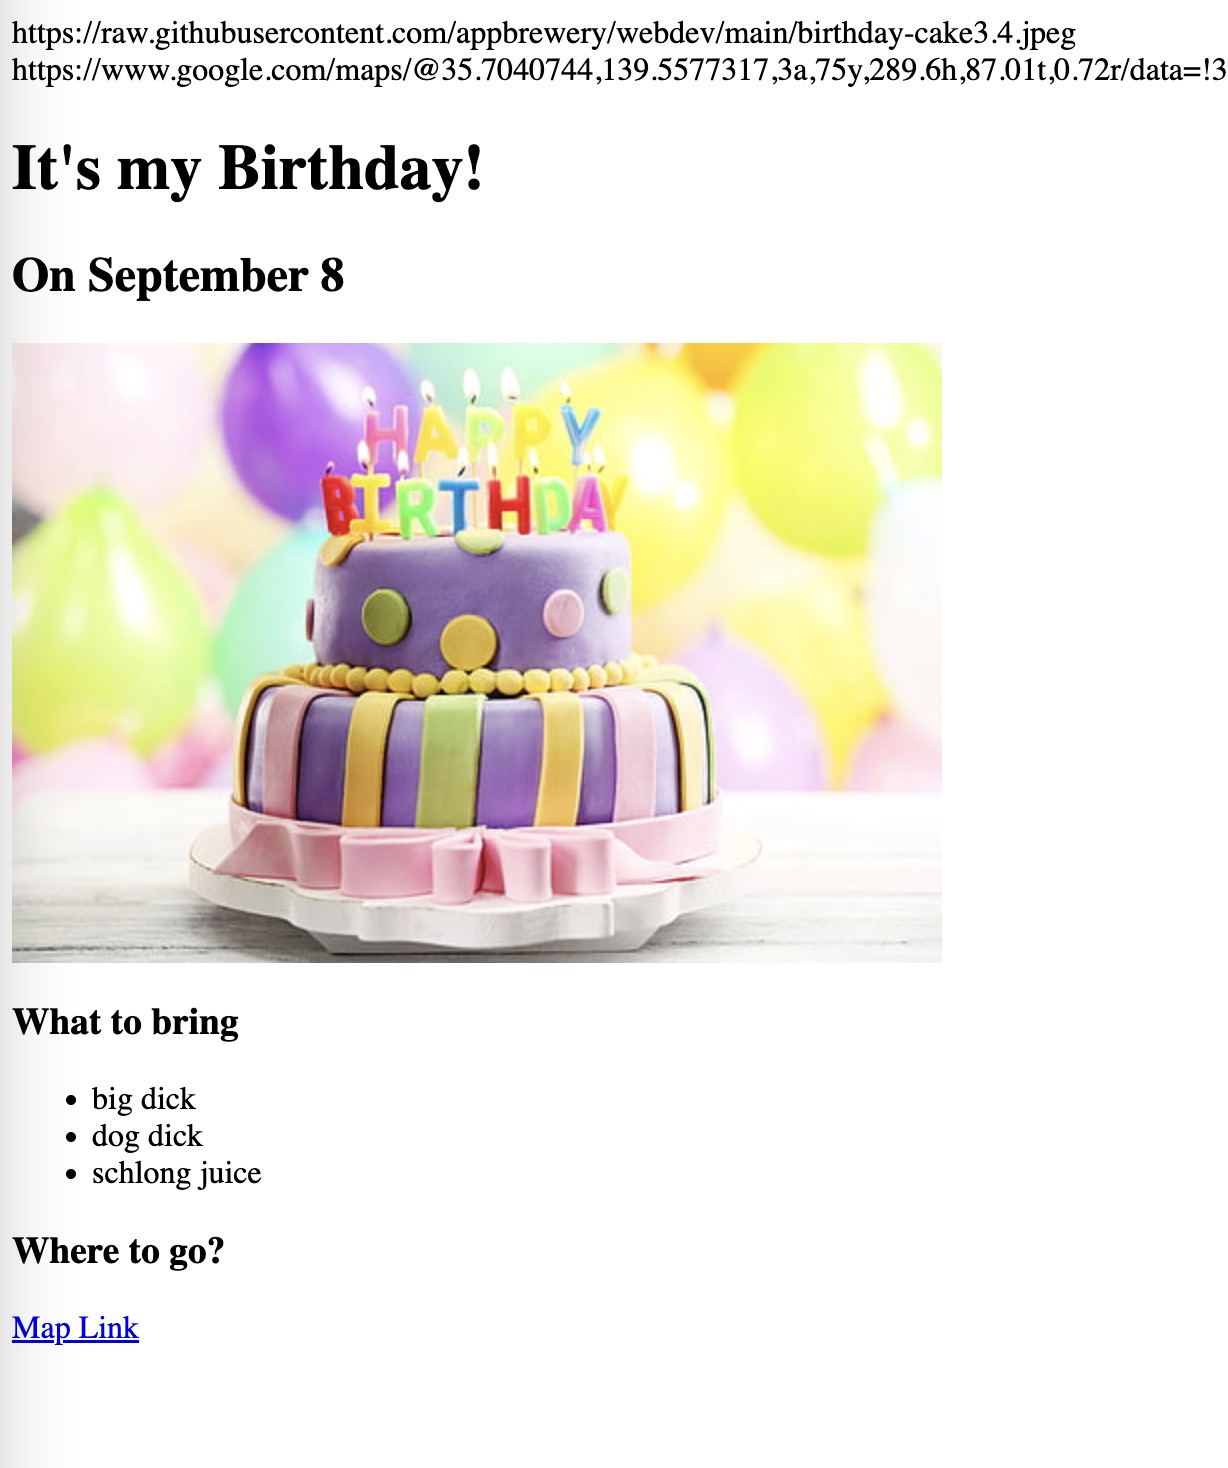 https://raw.githubusercontent.com/appbrewery/webdev/main/birthday-cake3.4.jpeg
https://www.google.com/maps/@35.7040744,139.5577317,3a,75y,289.6h,87.01t,0.72r/data=!3
It's my Birthday!
On September 8
HAPPY
BIRTHDAY
What to bring
big dick
dog dick
schlong juice
Where to go?
Map Link